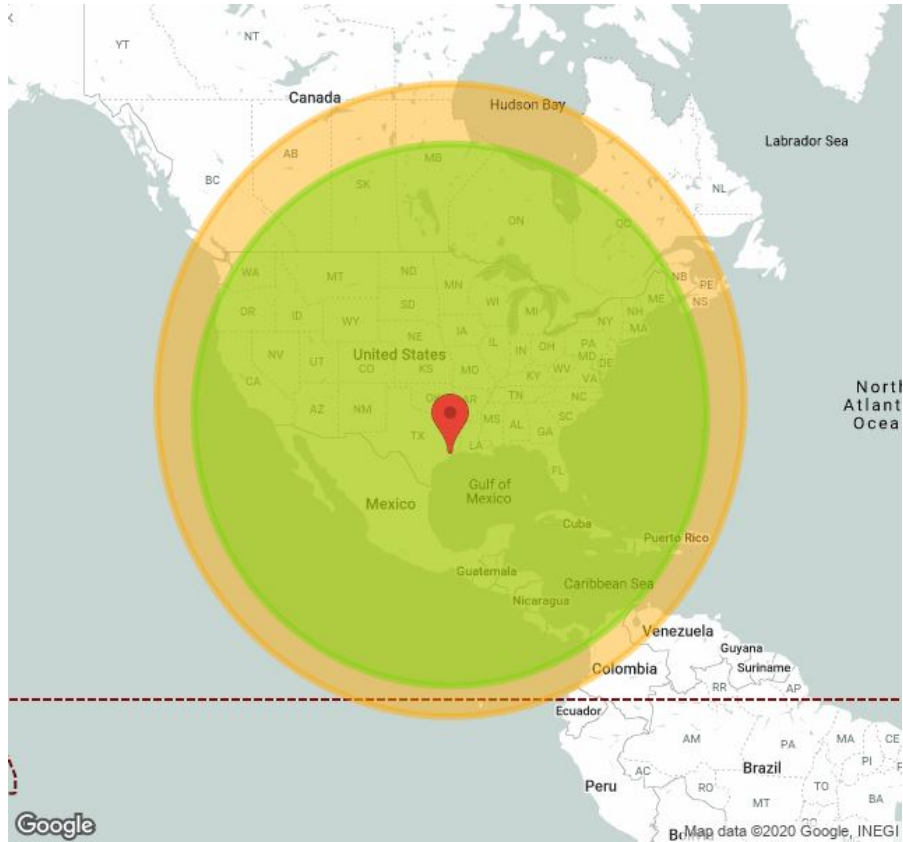 YT
NT
Canada
Hudson Bay
Labrador Sea
AB
MB
BC
SK
NL
ON
QC
WA
MT
ND
NB
PE
MN
NS
ME
OR
ID
SD
WI
NH
WY
MI
NY
MA
NE
IA
NV
UT
United States
IL
IN
OH
PA
MD
DE
CO
KS
MO
KY
WV
VA
CA
North
Atlant
Ocea
OK
AR
TN
NC
AZ
NM
MS
AL
SC
GA
TX
LA
FL
Gulf of
Mexico
Mexico
Cuba
Puerto Rico
Guatemala
Caribbean Sea
Nicaragua
Venezuela
Guyana
Colombia
Suriname
RR
AP
Ecuador
AM
PA
MA
CE
Peru
AC
Brazil
PI
RO
TO
MT
BA
Google
Map data ©2020 Google, INEGI